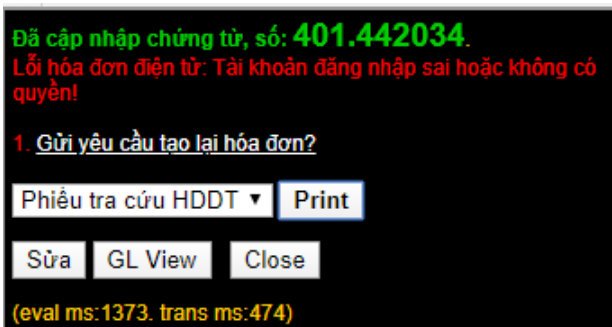 Đã cập nhập chứng từ, số: 401.442034.
Lỗi hóa đơn điện tử: Tài khoản đăng nhập sai hoặc không có
quyền!
1. Gửi yêu cầu tạo lại hóa đơn?
Phiếu tra cứu HDDT ▼ Print
Sửa GL View Close
(eval ms:1373. trans ms:474)